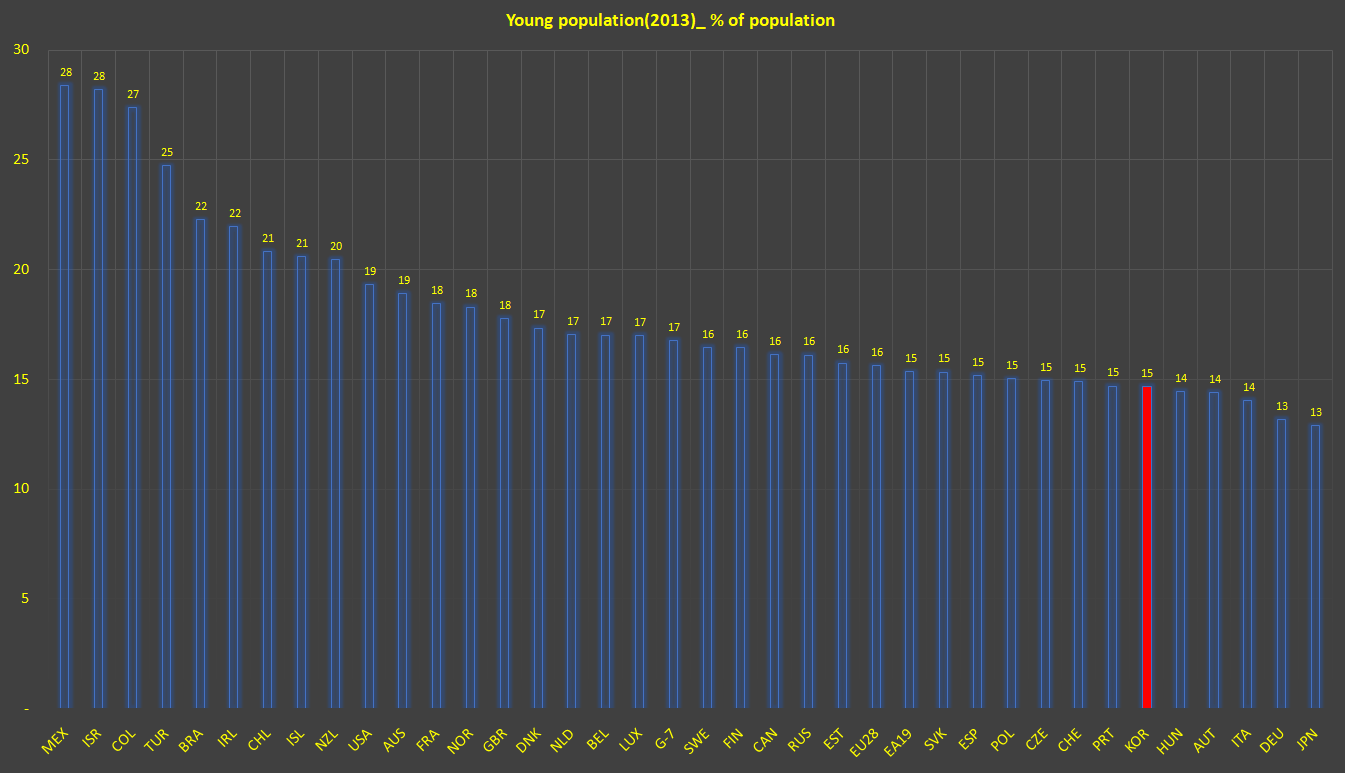 Young population(2013)_ % of population
30
25
20
15
10
5
-
28 28 27 25 22 22 21 21 20 19 19 18 18 18 17 17 17 17 17 16 16 16 16 16 16 15 15 15 15 15 15 15 15 14 14 14 13 13
MEX ISR COL TUR BRA IRL CHL ISL NZL USA AUS FRA NOR GBR DNK NLD BEL LUX G-7 SWE FIN CAN RUS EST EU28 EA19 SVK ESP POL CZE CHE PRT KOR HUN AUT ITA DEU JPN